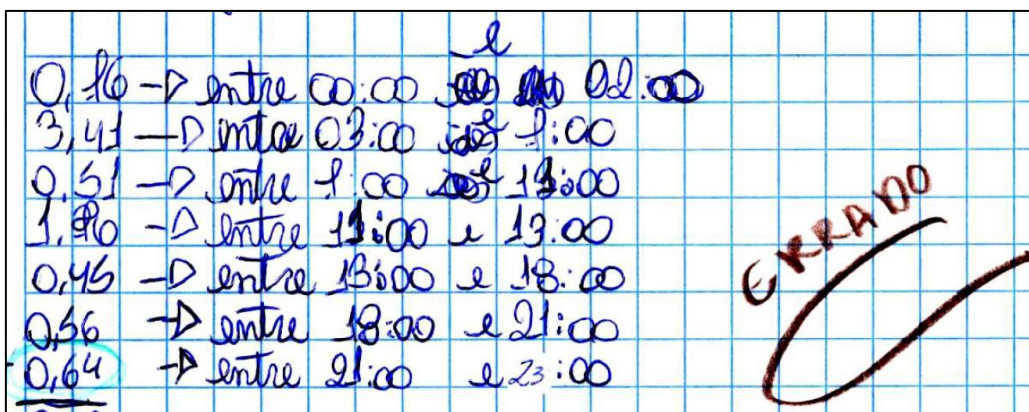 e
0,16 → entre 00:00 02:00
3,41 → entre 03:00 e 7:00
0,51 → entre 7:00 e 11:00
1,90 → entre 11:00 e 13:00
0,45 → entre 13:00 e 18:00
0,56 → entre 18:00 e 21:00
0,64 → entre 21:00 e 23:00
ERRADO